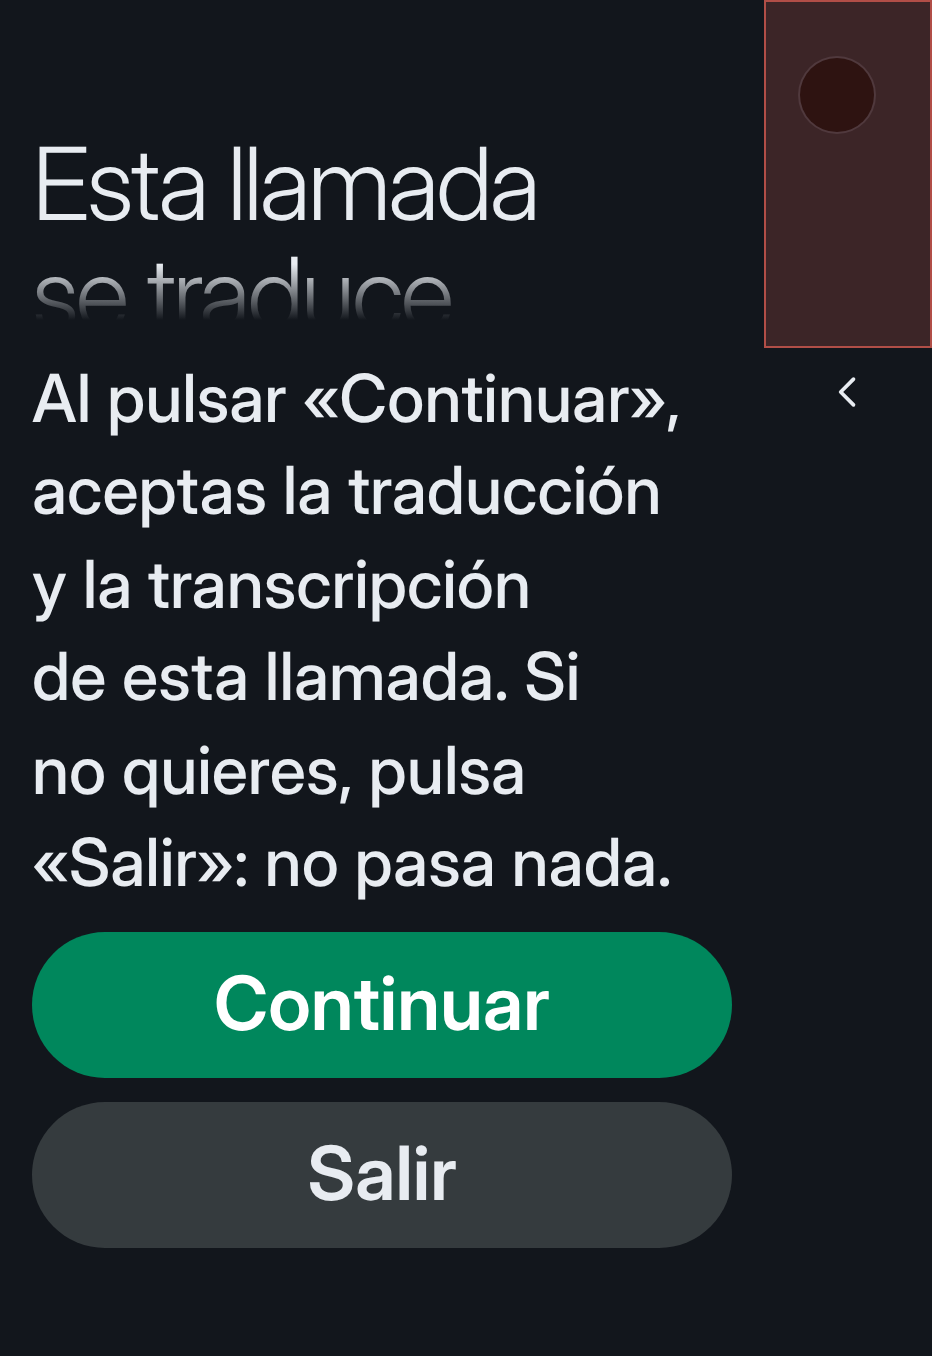 Esta llamada
se traduce
Al pulsar «Continuar»,
aceptas la traducción
y la transcripción
de esta llamada. Si
no quieres, pulsa
«Salir»: no pasa nada.
Continuar
Salir